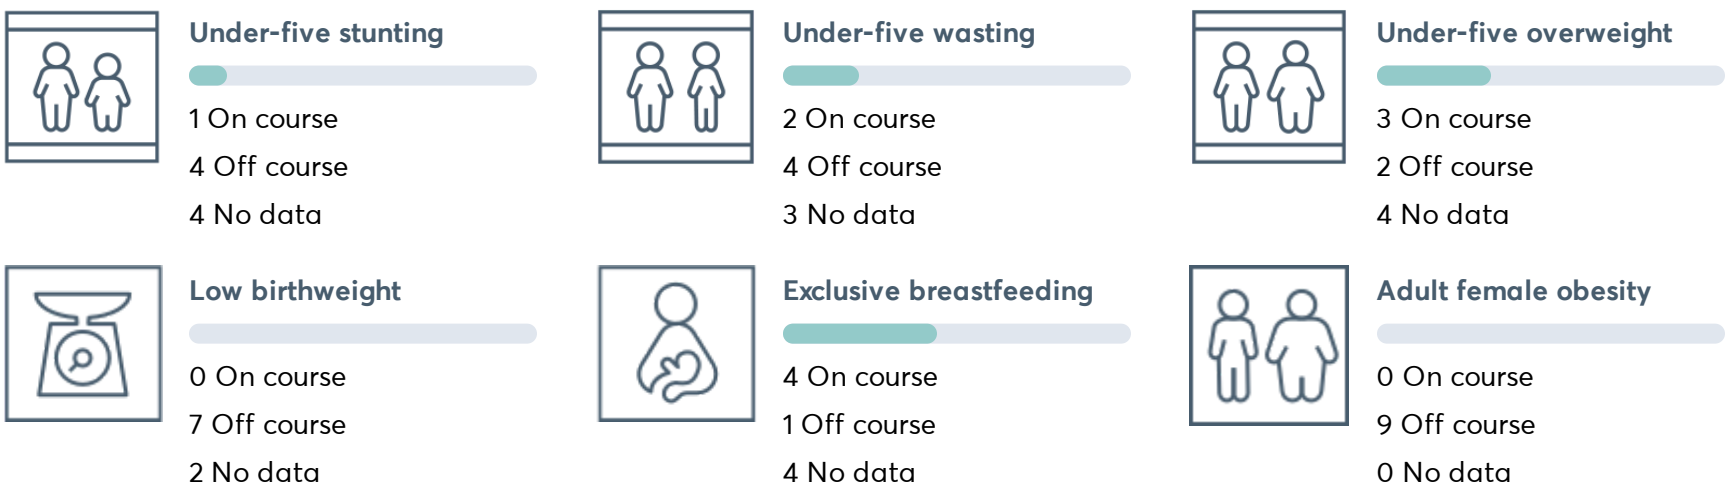 Under-five stunting
1 On course
4 Off course
4 No data
Under-five wasting
2 On course
4 Off course
3 No data
Under-five overweight
3 On course
2 Off course
4 No data
Low birthweight
0 On course
7 Off course
2 No data
Exclusive breastfeeding
4 On course
1 Off course
4 No data
Adult female obesity
0 On course
9 Off course
0 No data